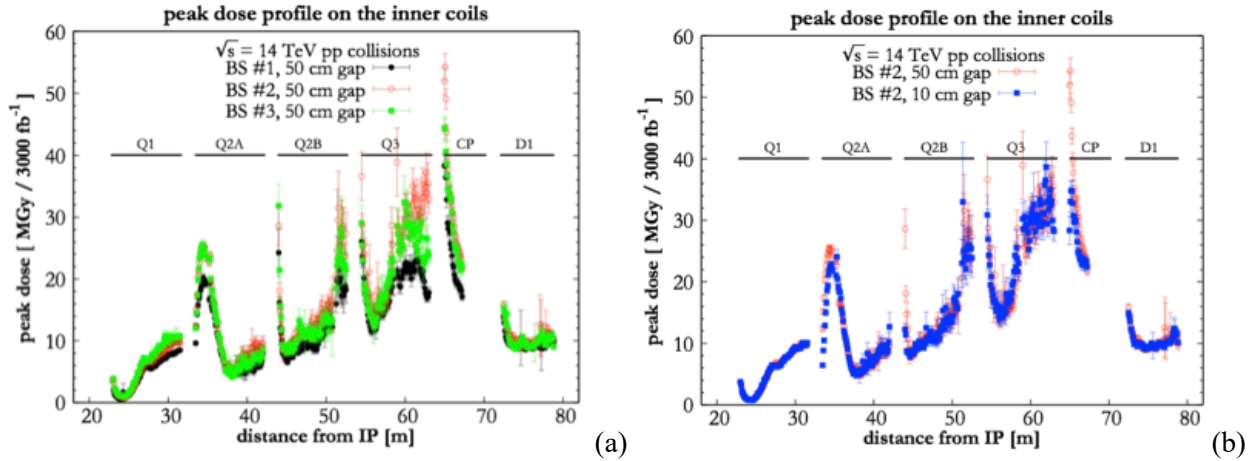 peak dose profile on the inner coils
√s = 14 TeV pp collisions
BS #1, 50 cm gap
BS #2, 50 cm gap
BS #3, 50 cm gap
Q1 Q2A Q2B Q3 CP D1
peak dose [ MGy / 3000 fb⁻¹ ]
60
50
40
30
20
10
0
20 30 40 50 60 70 80
distance from IP [m]
(a)
peak dose profile on the inner coils
√s = 14 TeV pp collisions
BS #2, 50 cm gap
BS #2, 10 cm gap
Q1 Q2A Q2B Q3 CP D1
peak dose [ MGy / 3000 fb⁻¹ ]
60
50
40
30
20
10
0
20 30 40 50 60 70 80
distance from IP [m]
(b)